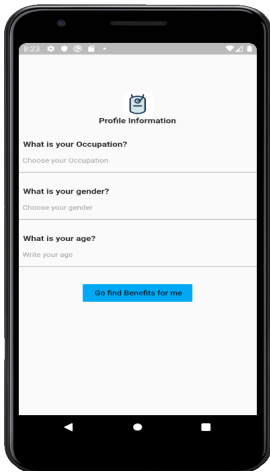 8:23
Profile Information
What is your Occupation?
Choose your Occupation
What is your gender?
Choose your gender
What is your age?
Write your age
Go find Benefits for me